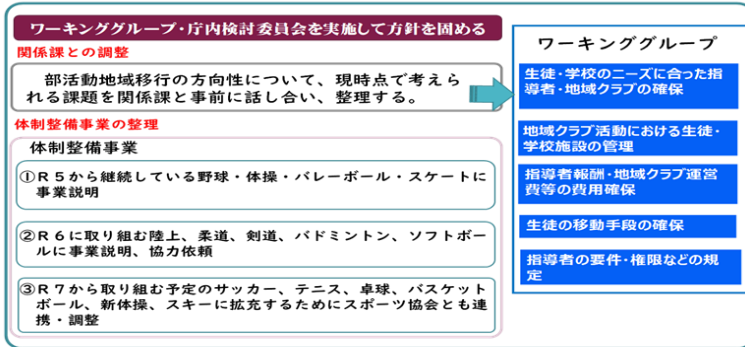 ワーキンググループ・庁内検討委員会を実施して方針を固める
関係課との調整
部活動地域移行の方向性について、現時点で考えら
れる課題を関係課と事前に話し合い、整理する。
体制整備事業の整理
体制整備事業
①R5から継続している野球・体操・バレーボール・スケートに
事業説明
②R6に取り組む陸上、柔道、剣道、バドミントン、ソフトボー
ルに事業説明、協力依頼
③R7から取り組む予定のサッカー、テニス、卓球、バスケット
ボール、新体操、スキーに拡充するためにスポーツ協会とも連
携・調整
ワーキンググループ
生徒・学校のニーズに合った指
導者・地域クラブの確保
地域クラブ活動における生徒・
学校施設の管理
指導者報酬・地域クラブ運営
費等の費用確保
生徒の移動手段の確保
指導者の要件・権限などの規
定